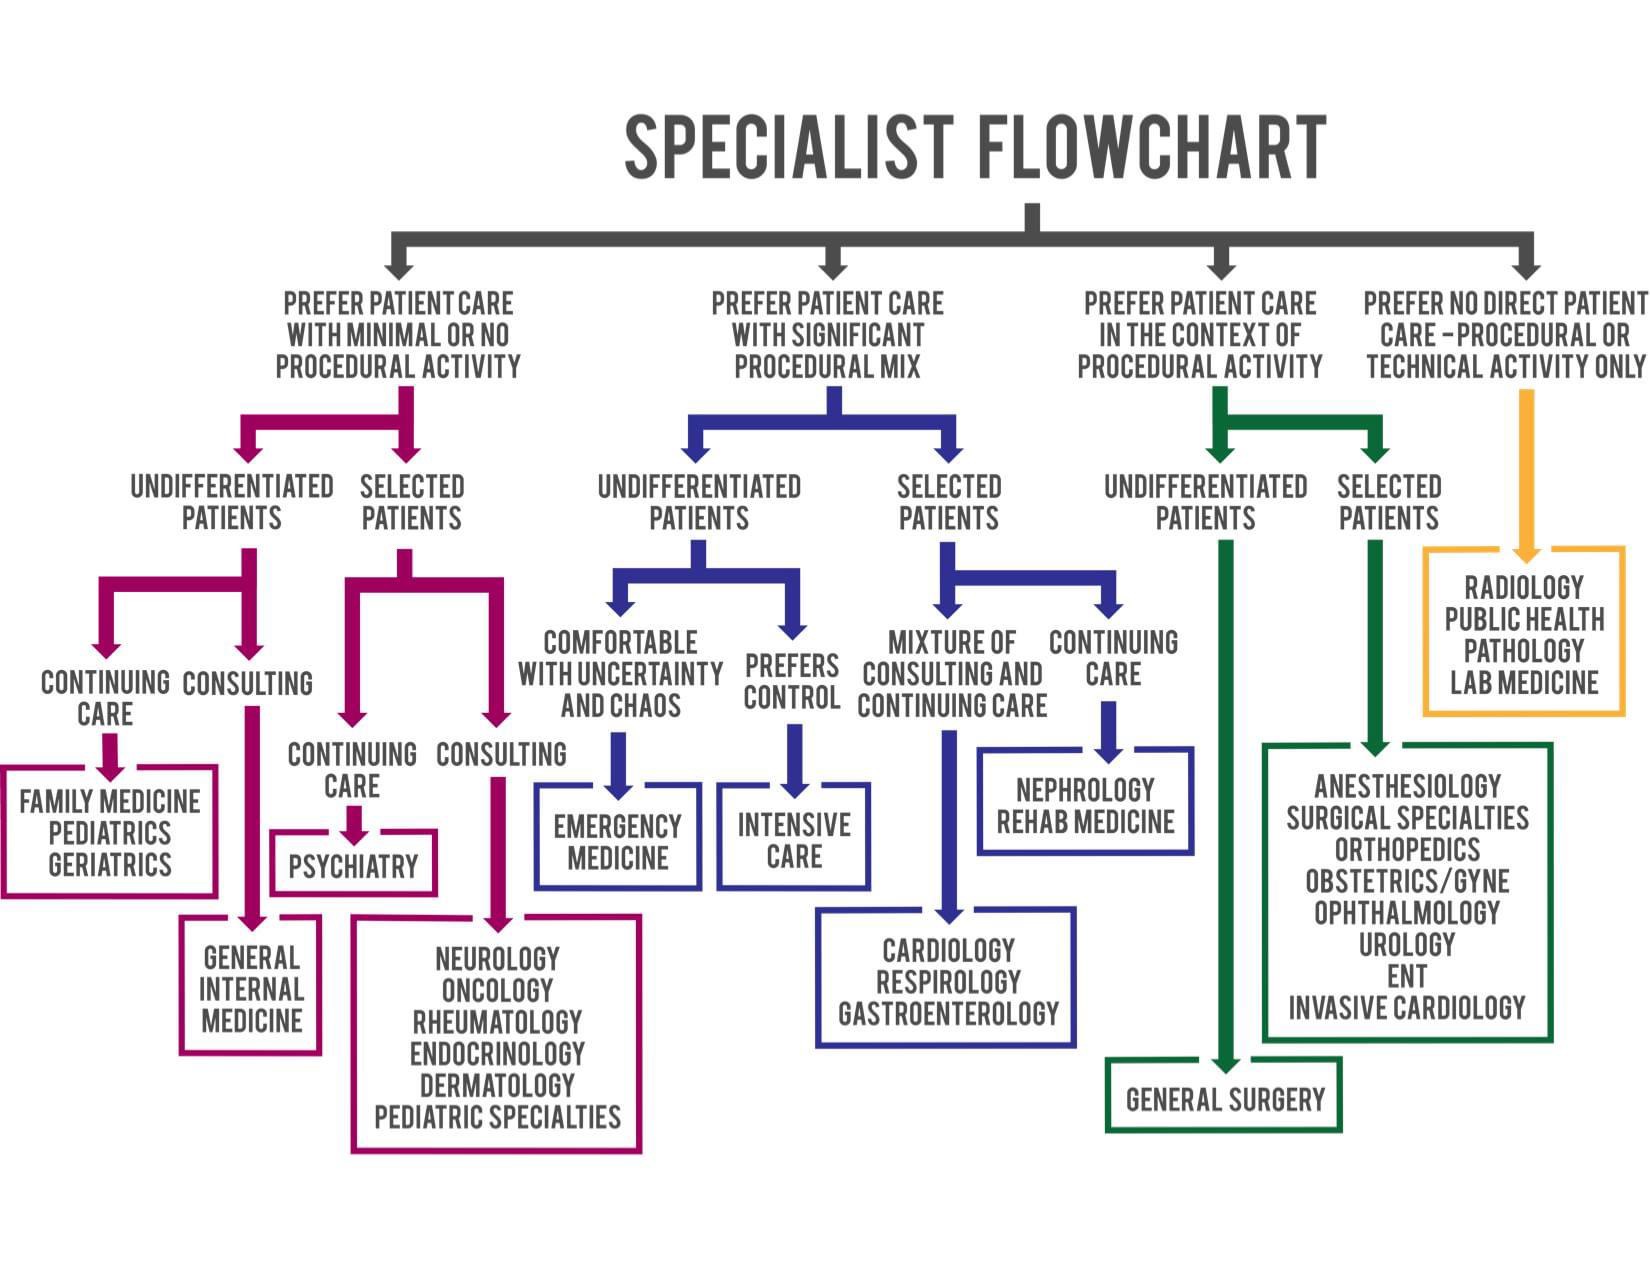 SPECIALIST FLOWCHART
PREFER PATIENT CARE
WITH MINIMAL OR NO
PROCEDURAL ACTIVITY
PREFER PATIENT CARE
WITH SIGNIFICANT
PROCEDURAL MIX
PREFER PATIENT CARE
IN THE CONTEXT OF
PROCEDURAL ACTIVITY
PREFER NO DIRECT PATIENT
CARE -PROCEDURAL OR
TECHNICAL ACTIVITY ONLY
UNDIFFERENTIATED
PATIENTS
SELECTED
PATIENTS
UNDIFFERENTIATED
PATIENTS
SELECTED
PATIENTS
UNDIFFERENTIATED
PATIENTS
SELECTED
PATIENTS
CONTINUING
CARE
CONSULTING
CONTINUING
CARE
CONSULTING
COMFORTABLE
WITH UNCERTAINTY
AND CHAOS
PREFERS
CONTROL
MIXTURE OF
CONSULTING AND
CONTINUING CARE
CONTINUING
CARE
RADIOLOGY
PUBLIC HEALTH
PATHOLOGY
LAB MEDICINE
FAMILY MEDICINE
PEDIATRICS
GERIATRICS
PSYCHIATRY
EMERGENCY
MEDICINE
INTENSIVE
CARE
NEPHROLOGY
REHAB MEDICINE
ANESTHESIOLOGY
SURGICAL SPECIALTIES
ORTHOPEDICS
OBSTETRICS/GYNE
OPHTHALMOLOGY
UROLOGY
ENT
INVASIVE CARDIOLOGY
GENERAL
INTERNAL
MEDICINE
NEUROLOGY
ONCOLOGY
RHEUMATOLOGY
ENDOCRINOLOGY
DERMATOLOGY
PEDIATRIC SPECIALTIES
CARDIOLOGY
RESPIROLOGY
GASTROENTEROLOGY
GENERAL SURGERY